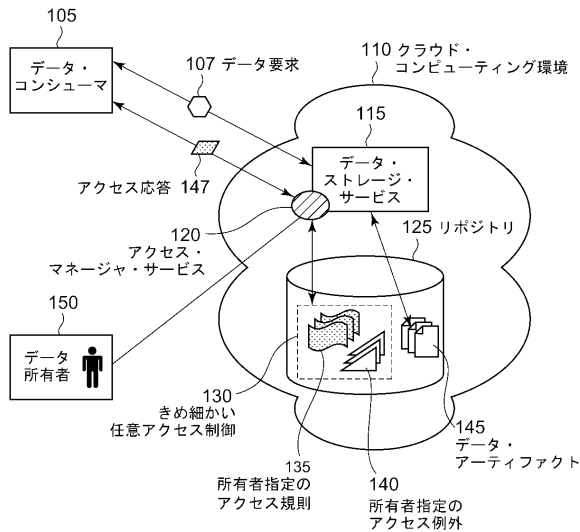 105
データ・
コンシューマ
107 データ要求
110 クラウド・
コンピューティング環境
115
データ・
ストレージ・
サービス
アクセス応答 147
120
アクセス・
マネージャ・サービス
125 リポジトリ
150
データ
所有者
130
きめ細かい
任意アクセス制御
135
所有者指定の
アクセス規則
140
所有者指定の
アクセス例外
145
データ・
アーティファクト